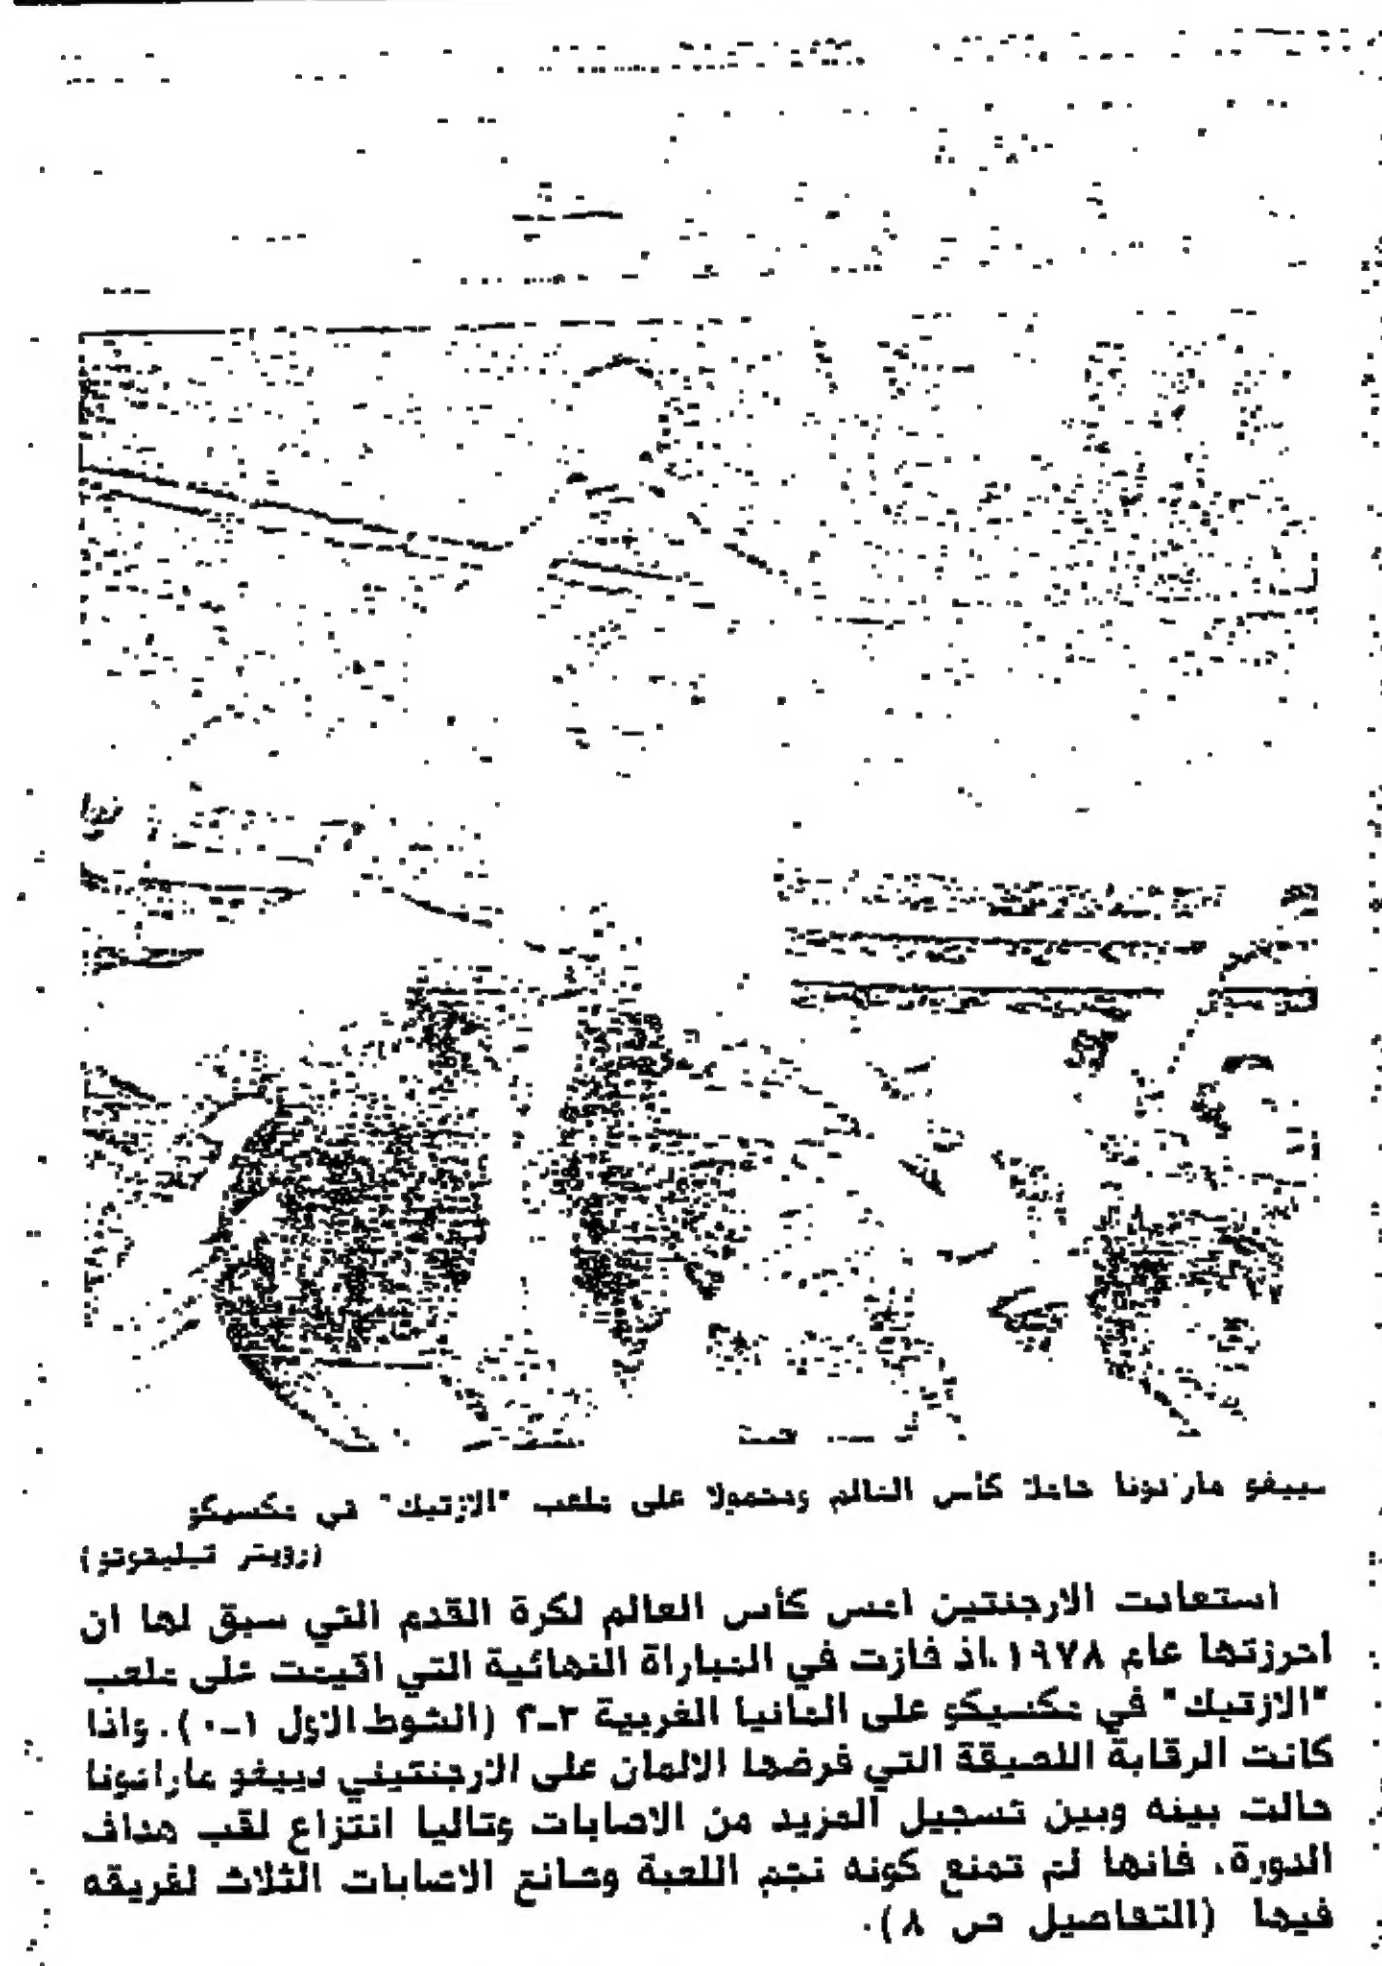 دييغو مارادونا حاملا كأس العالم ومحمولا على ملعب "الازتيك" في مكسيكو
(رويتر تيليفوتو)
استعادت الارجنتين امس كأس العالم لكرة القدم التي سبق لها ان
احرزتها عام ١٩٧٨، اذ فازت في المباراة النهائية التي اقيمت على ملعب
"الازتيك" في مكسيكو على المانيا الغربية ٣-٢ (الشوط الاول ١-٠). واذا
كانت الرقابة اللصيقة التي فرضها الالمان على الارجنتيني دييغو مارادونا
حالت بينه وبين تسجيل المزيد من الاصابات وتاليا انتزاع لقب هداف
الدورة، فانها لم تمنع كونه نجم اللعبة وصانع الاصابات الثلاث لفريقه
فيها (التفاصيل ص ٨).